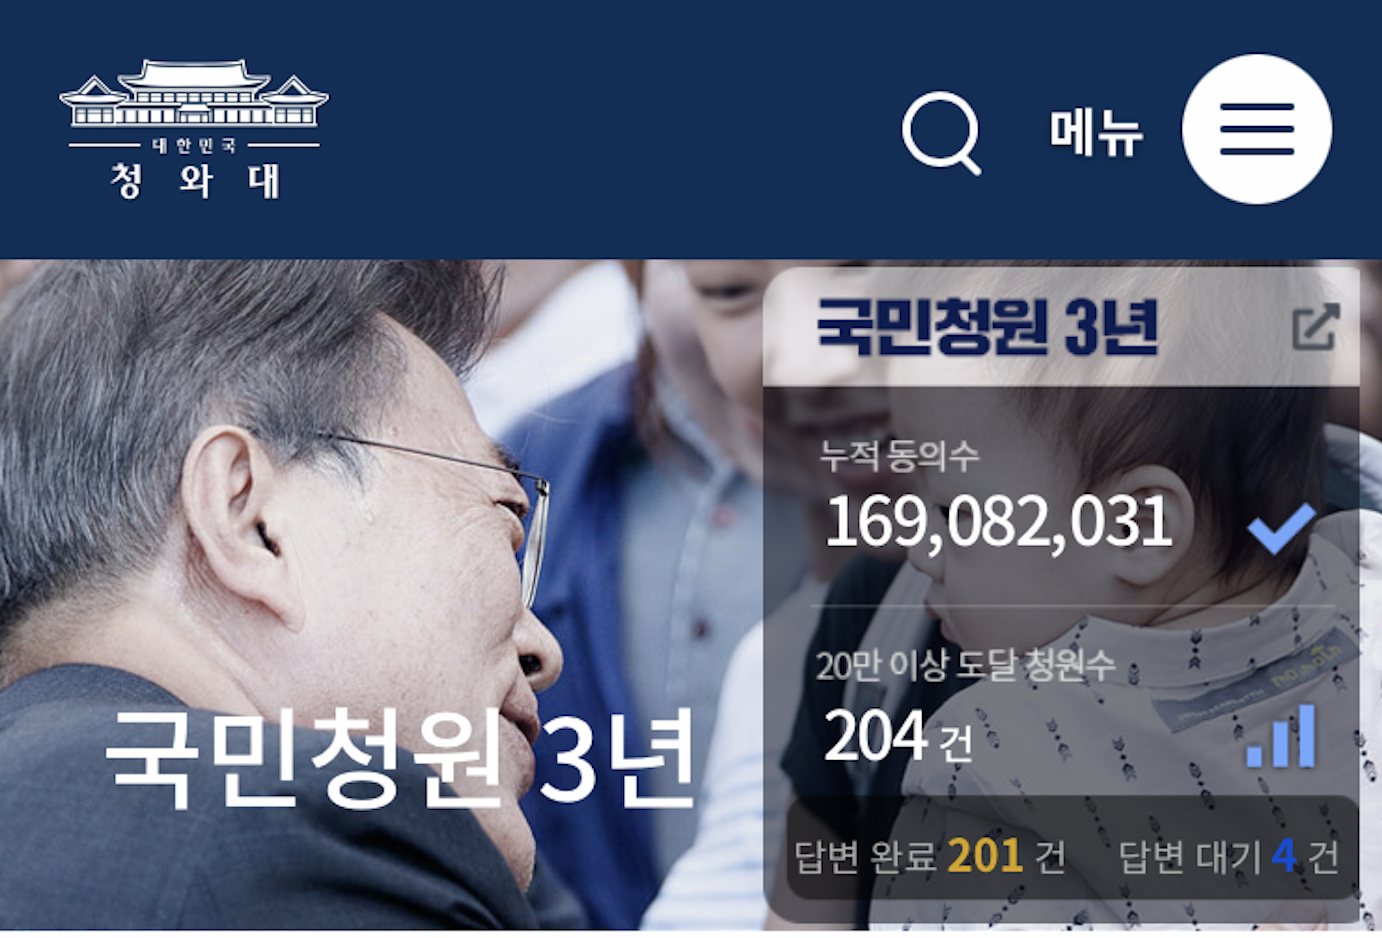 대한민국
청와대
메뉴
국민청원 3년
누적 동의수
169,082,031
20만 이상 도달 청원수
204 건
답변 완료 201 건 답변 대기 4 건
국민청원 3년